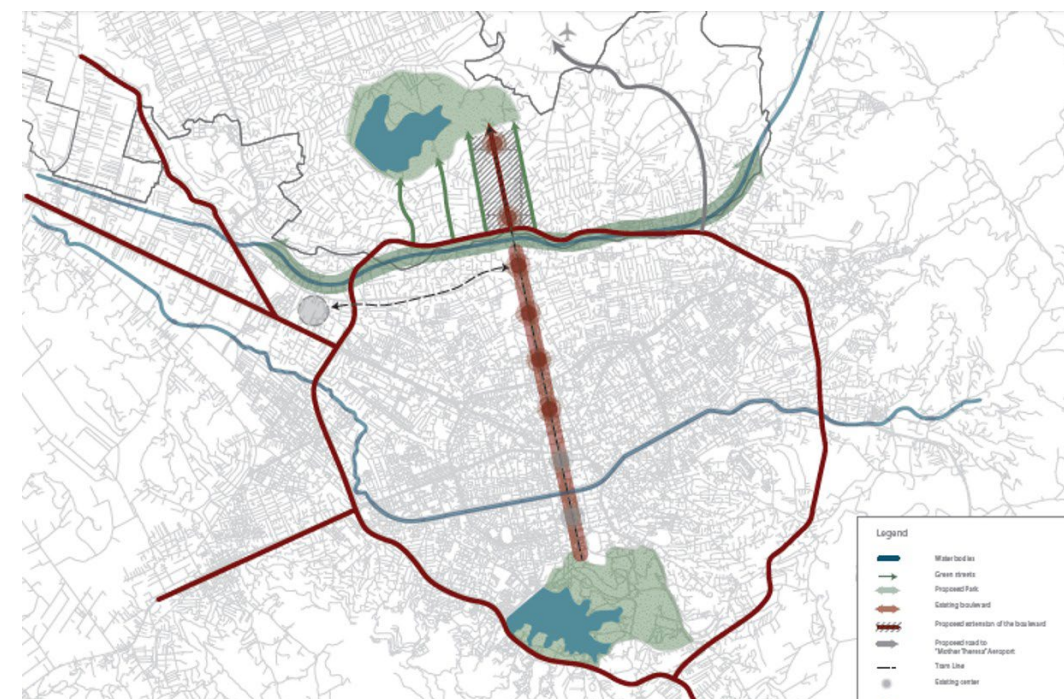 Legend
Water bodies
Green streets
Proposed Park
Existing boulevard
Proposed extension of the boulevard
Proposed road to
"Mother Theresa" Aeroport
Tram Line
Existing center